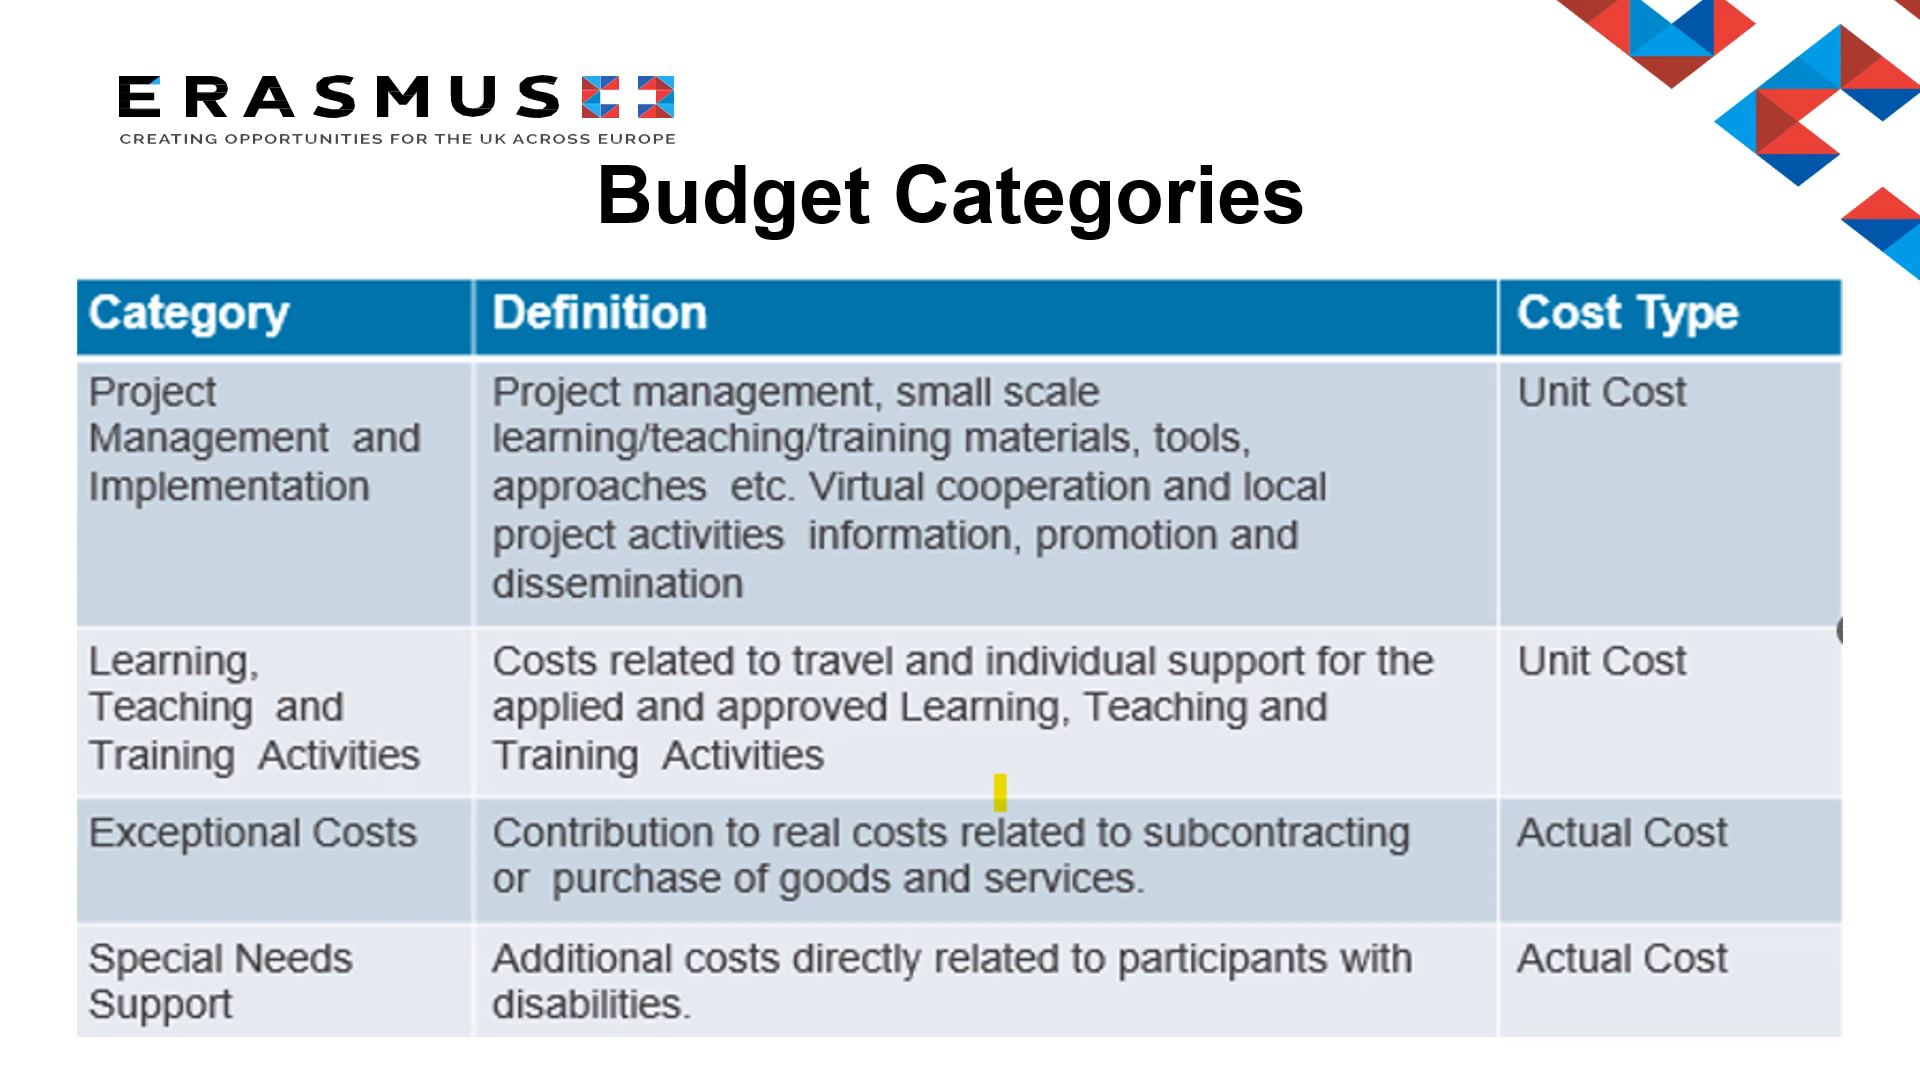 ERASMUS
CREATING OPPORTUNITIES FOR THE UK ACROSS EUROPE
Budget Categories
Category Definition Cost Type
Project Project management, small scale Unit Cost
Management and learning/teaching/training materials, tools,
Implementation approaches etc. Virtual cooperation and local
project activities information, promotion and
dissemination
Learning, Costs related to travel and individual support for the Unit Cost
Teaching and applied and approved Learning, Teaching and
Training Activities Training Activities
Exceptional Costs Contribution to real costs related to subcontracting Actual Cost
or purchase of goods and services.
Special Needs Additional costs directly related to participants with Actual Cost
Support disabilities.